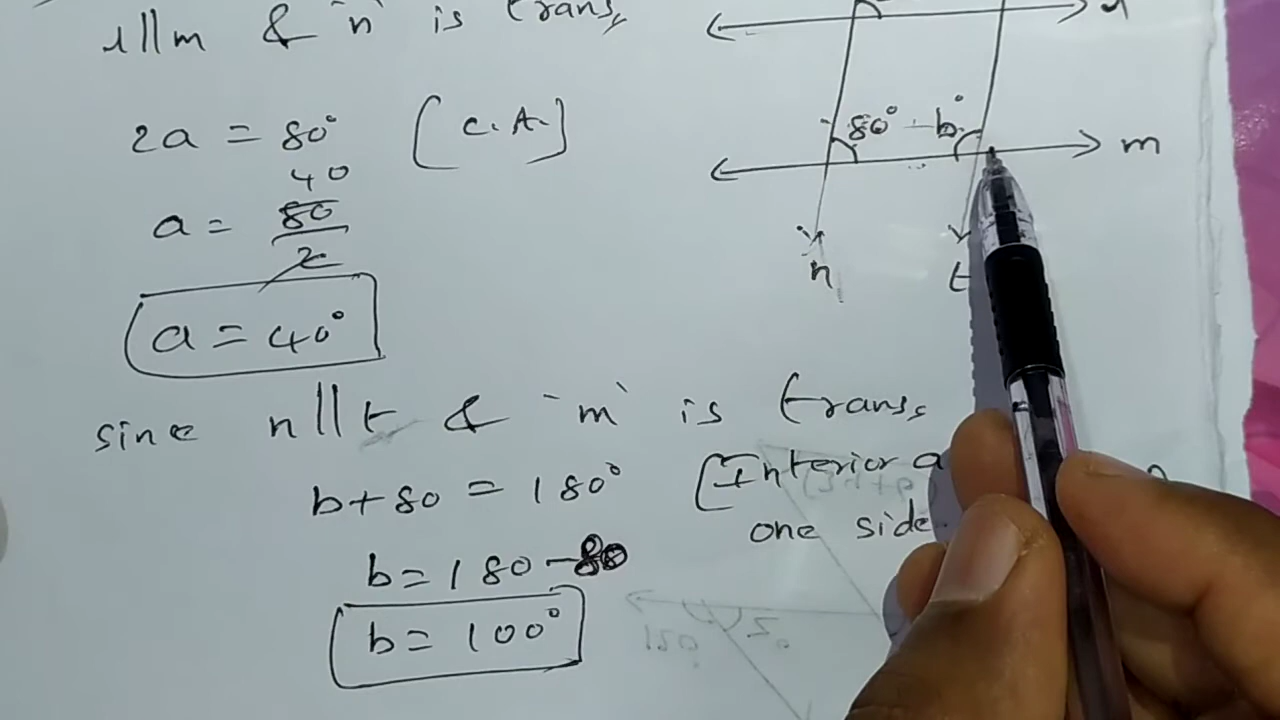 l||m & 'n' is trans,
2a = 80° [C.A.]
40
a = 80
2
a = 40°
80° b°
m
n t
since n||t & 'm' is trans,
b+80 = 180° [Interior
one side
b = 180-80
b = 100°